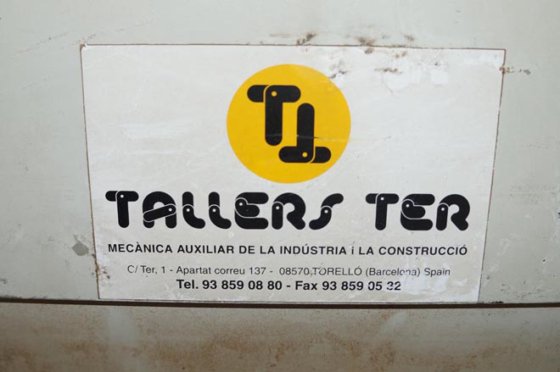 TT
TALLERS TER
MECÀNICA AUXILIAR DE LA INDÚSTRIA i LA CONSTRUCCIÓ
C/ Ter, 1 - Apartat correu 137 - 08570 TORELLÓ (Barcelona) Spain
Tel. 93 859 08 80 - Fax 93 859 05 32